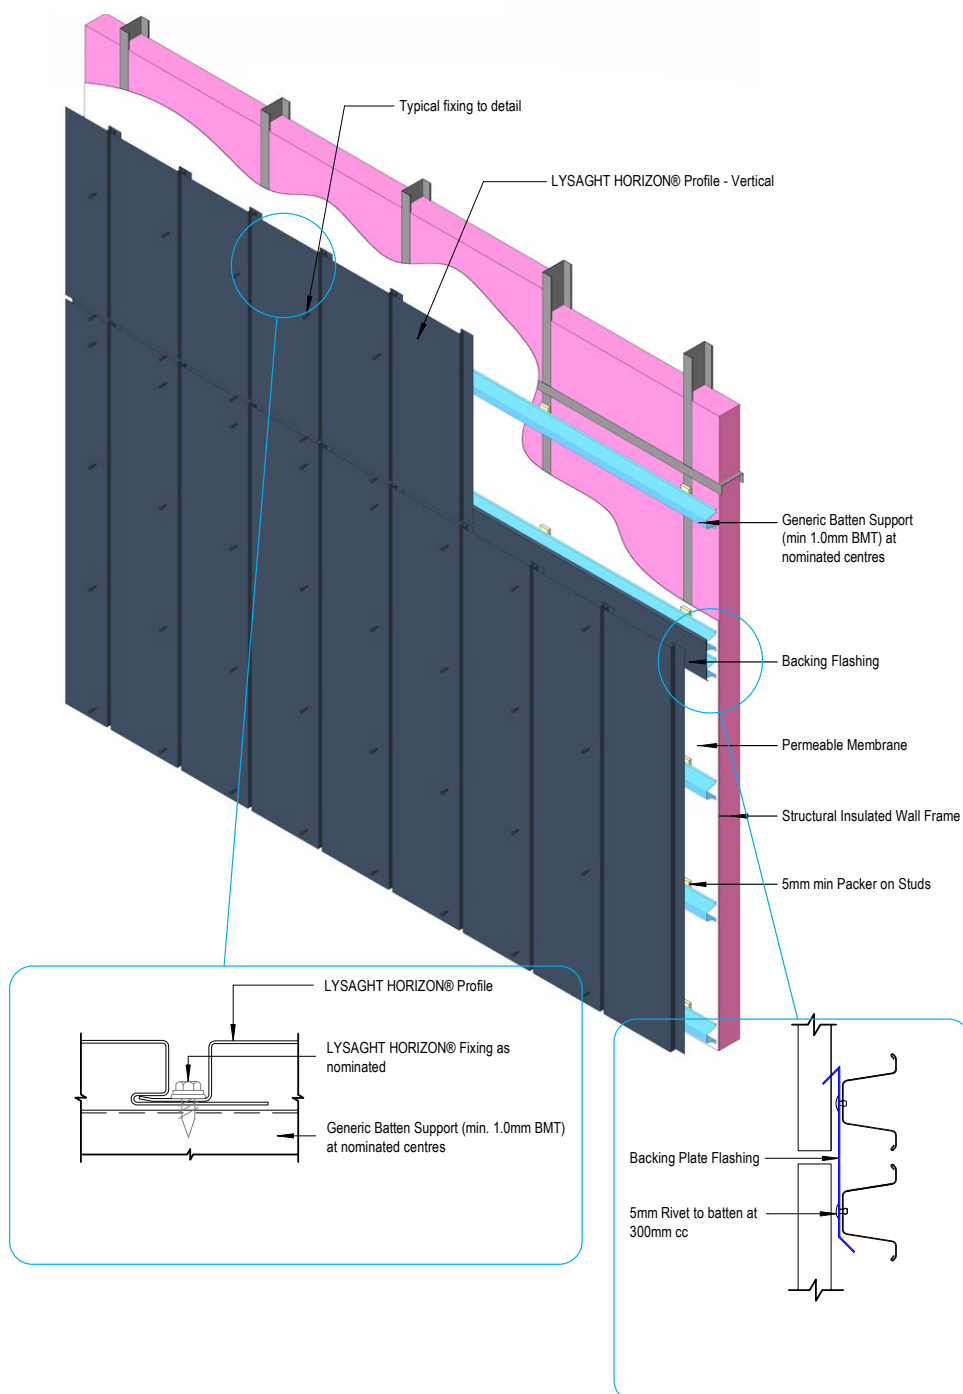 Typical fixing to detail
LYSAGHT HORIZON® Profile - Vertical
Generic Batten Support
(min 1.0mm BMT) at
nominated centres
Backing Flashing
Permeable Membrane
Structural Insulated Wall Frame
5mm min Packer on Studs
LYSAGHT HORIZON® Profile
LYSAGHT HORIZON® Fixing as
nominated
Generic Batten Support (min. 1.0mm BMT)
at nominated centres
Backing Plate Flashing
5mm Rivet to batten at
300mm cc